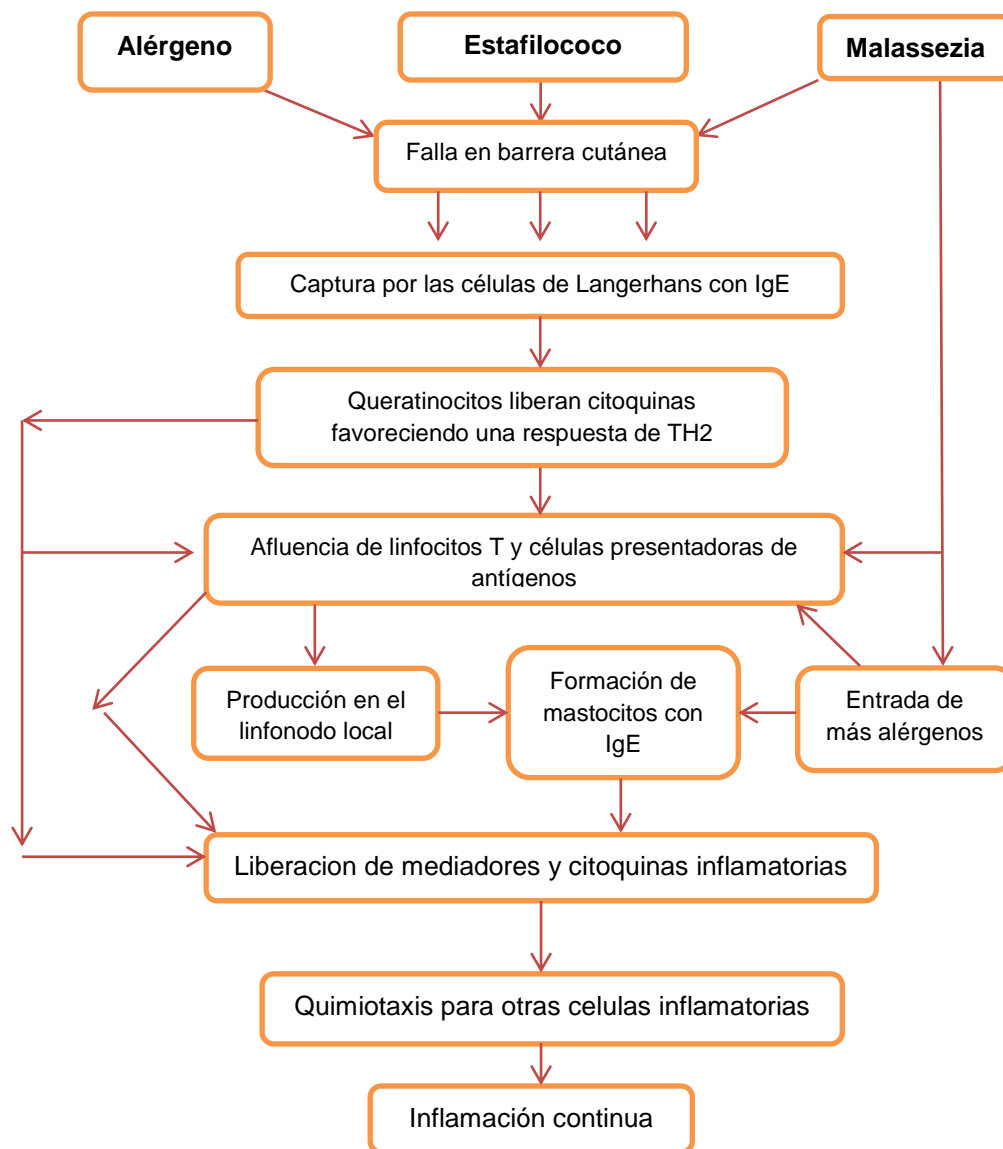 Alérgeno
Estafilococo
Malassezia
Falla en barrera cutánea
Captura por las células de Langerhans con IgE
Queratinocitos liberan citoquinas
favoreciendo una respuesta de TH2
Afluencia de linfocitos T y células presentadoras de
antígenos
Producción en el
linfonodo local
Formación de
mastocitos con
IgE
Entrada de
más alérgenos
Liberacion de mediadores y citoquinas inflamatorias
Quimiotaxis para otras celulas inflamatorias
Inflamación continua